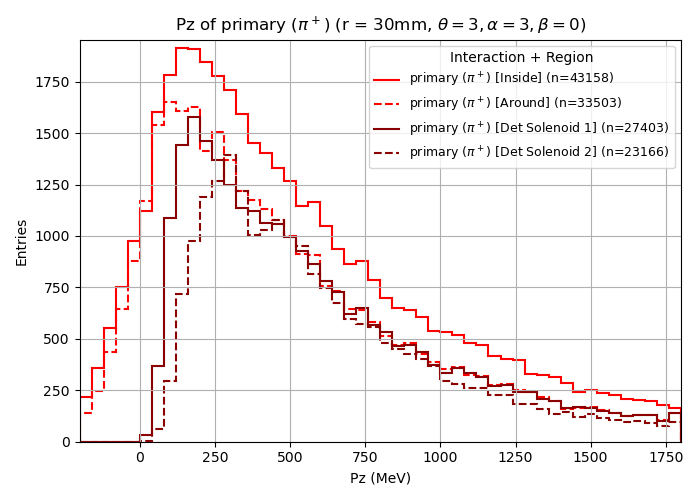 Pz of primary (π⁺) (r = 30mm, θ = 3, α = 3, β = 0)
Interaction + Region
primary (π⁺) [Inside] (n=43158)
primary (π⁺) [Around] (n=33503)
primary (π⁺) [Det Solenoid 1] (n=27403)
primary (π⁺) [Det Solenoid 2] (n=23166)
Entries
1750
1500
1250
1000
750
500
250
0
0 250 500 750 1000 1250 1500 1750
Pz (MeV)